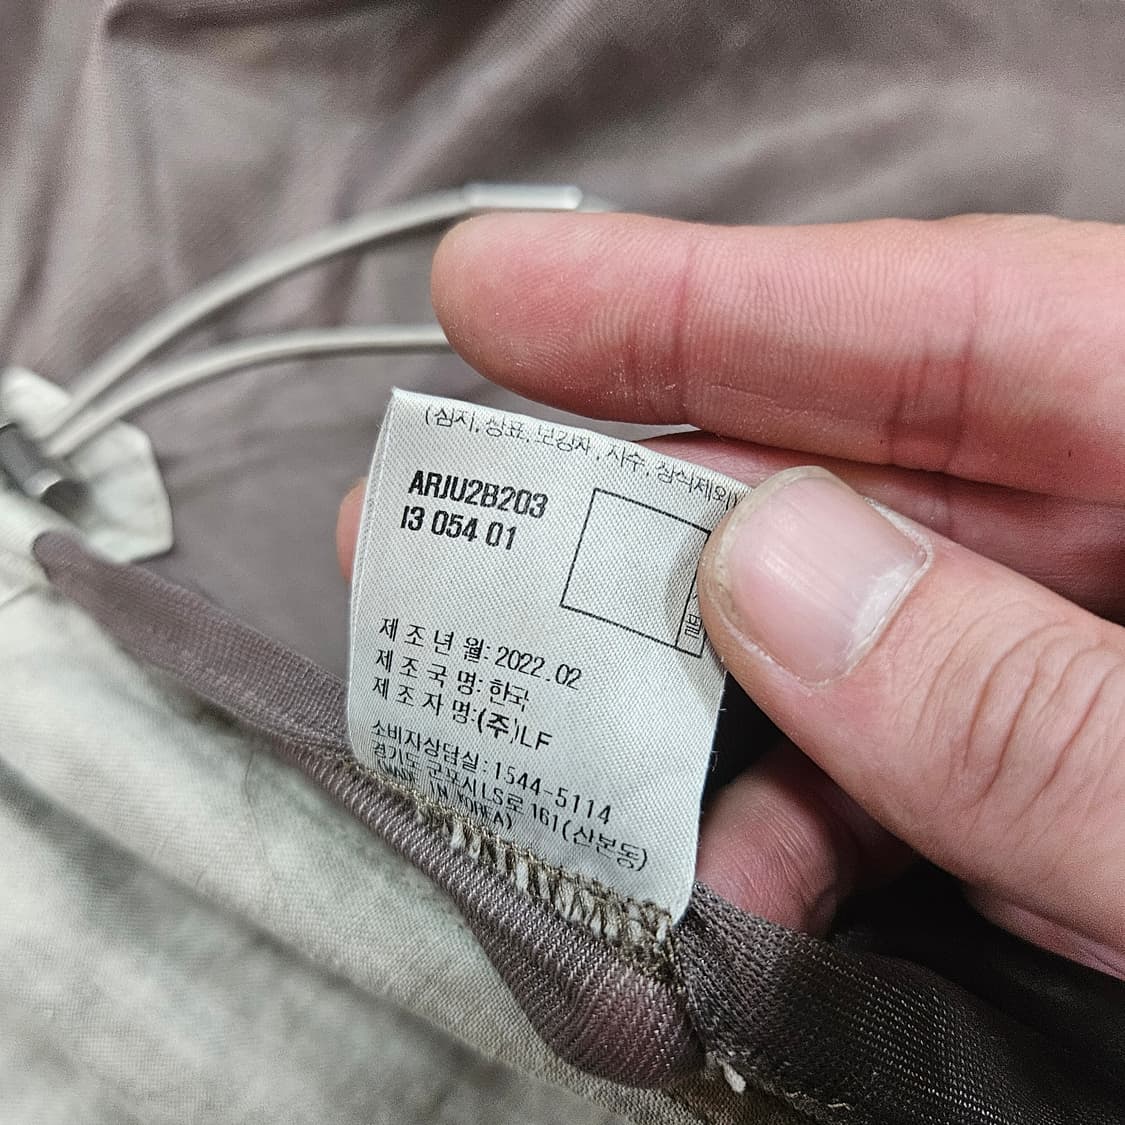 (심지, 상표, 보강차, 자수, 장식제외)
ARJU2B203
I3 054 01
제조년월: 2022.02
제조국명: 한국
제조자명:(주)LF
소비자상담실:1544-5114
경기도 군포시LS로 161(산본동)
(MADE IN KOREA)
필